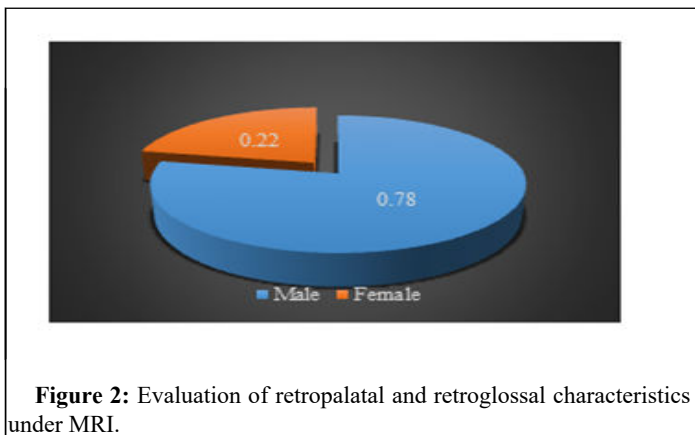 0.22
0.78
Male Female
Figure 2: Evaluation of retropalatal and retroglossal characteristics
under MRI.